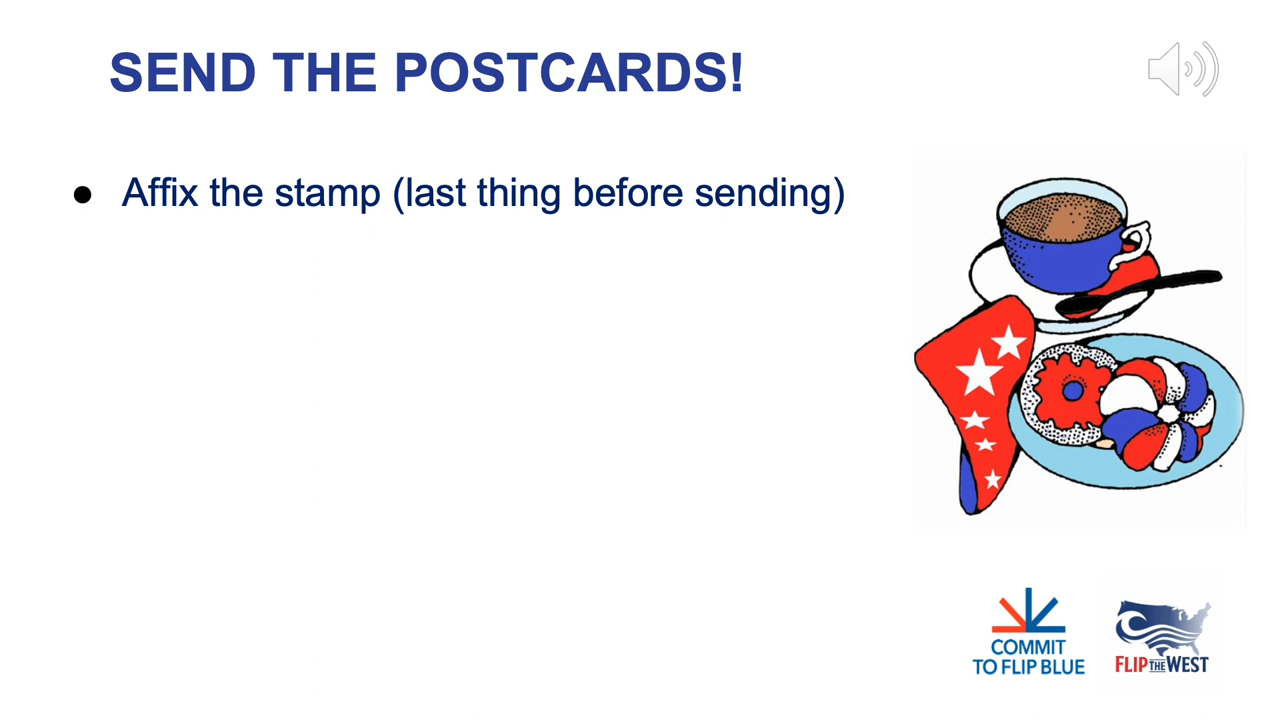 SEND THE POSTCARDS!
● Affix the stamp (last thing before sending)
COMMIT
TO FLIP BLUE
FLIP THE WEST